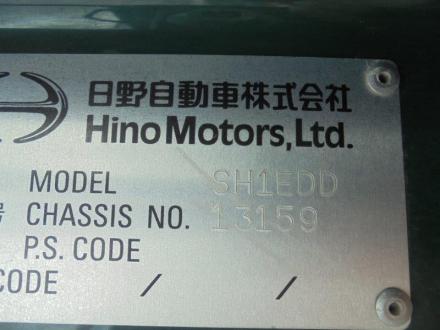 日野自動車株式会社
Hino Motors, Ltd.
MODEL SH1EDD
号 CHASSIS NO. 13159
P.S. CODE
CODE / /